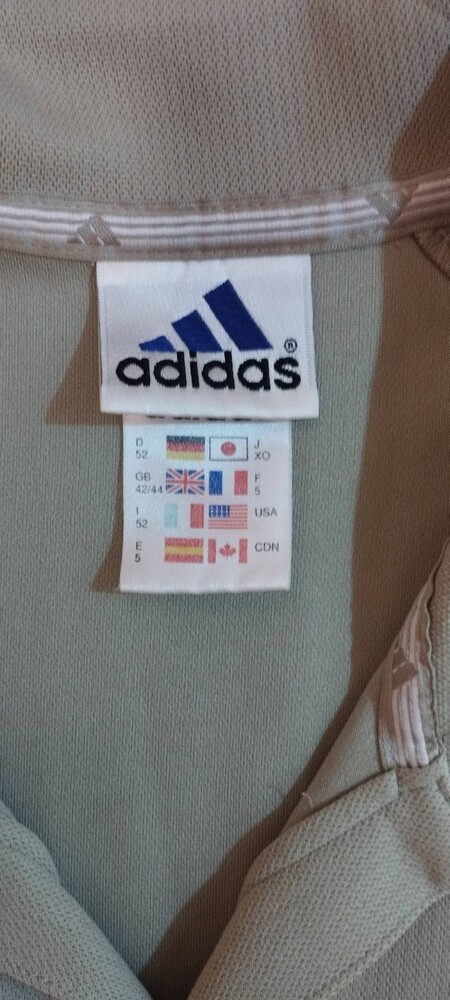 adidas®
D J
52 XO
GB F
42/44 5
I USA
52
E CDN
5